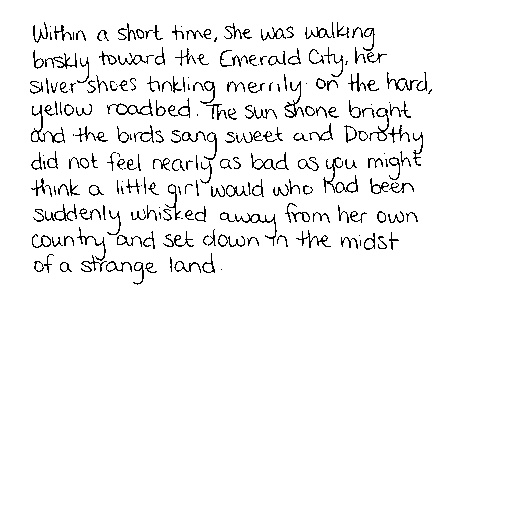 Within a short time, she was walking
briskly toward the Emerald City, her
silver shoes tinkling merrily on the hard,
yellow roadbed. The sun shone bright
and the birds sang sweet and Dorothy
did not feel nearly as bad as you might
think a little girl would who had been
suddenly whisked away from her own
country and set down in the midst
of a strange land.